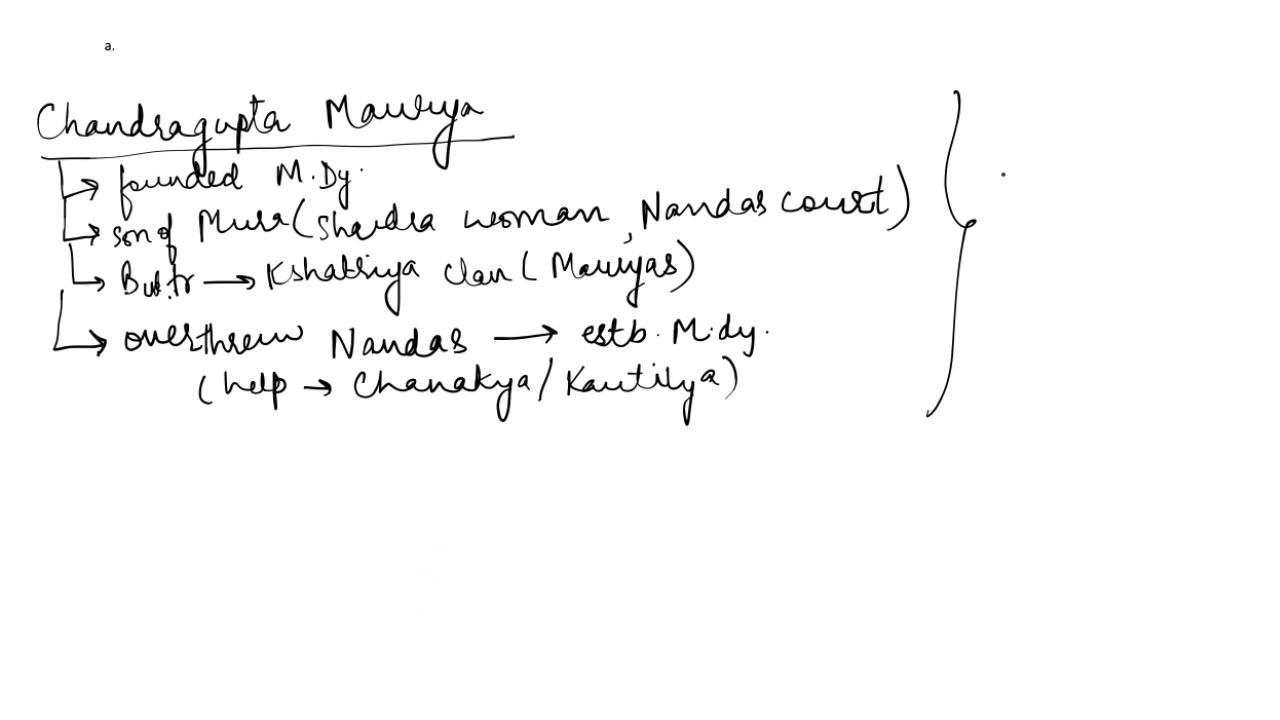 a.
Chandragupta Maurya
→ founded M.Dy.
→ son of Mura (Shudra woman, Nandas court)
→ But.tr → Kshatriya clan (Mauryas)
→ overthrew Nandas → estb. M.dy.
(help → Chanakya/Kautilya)